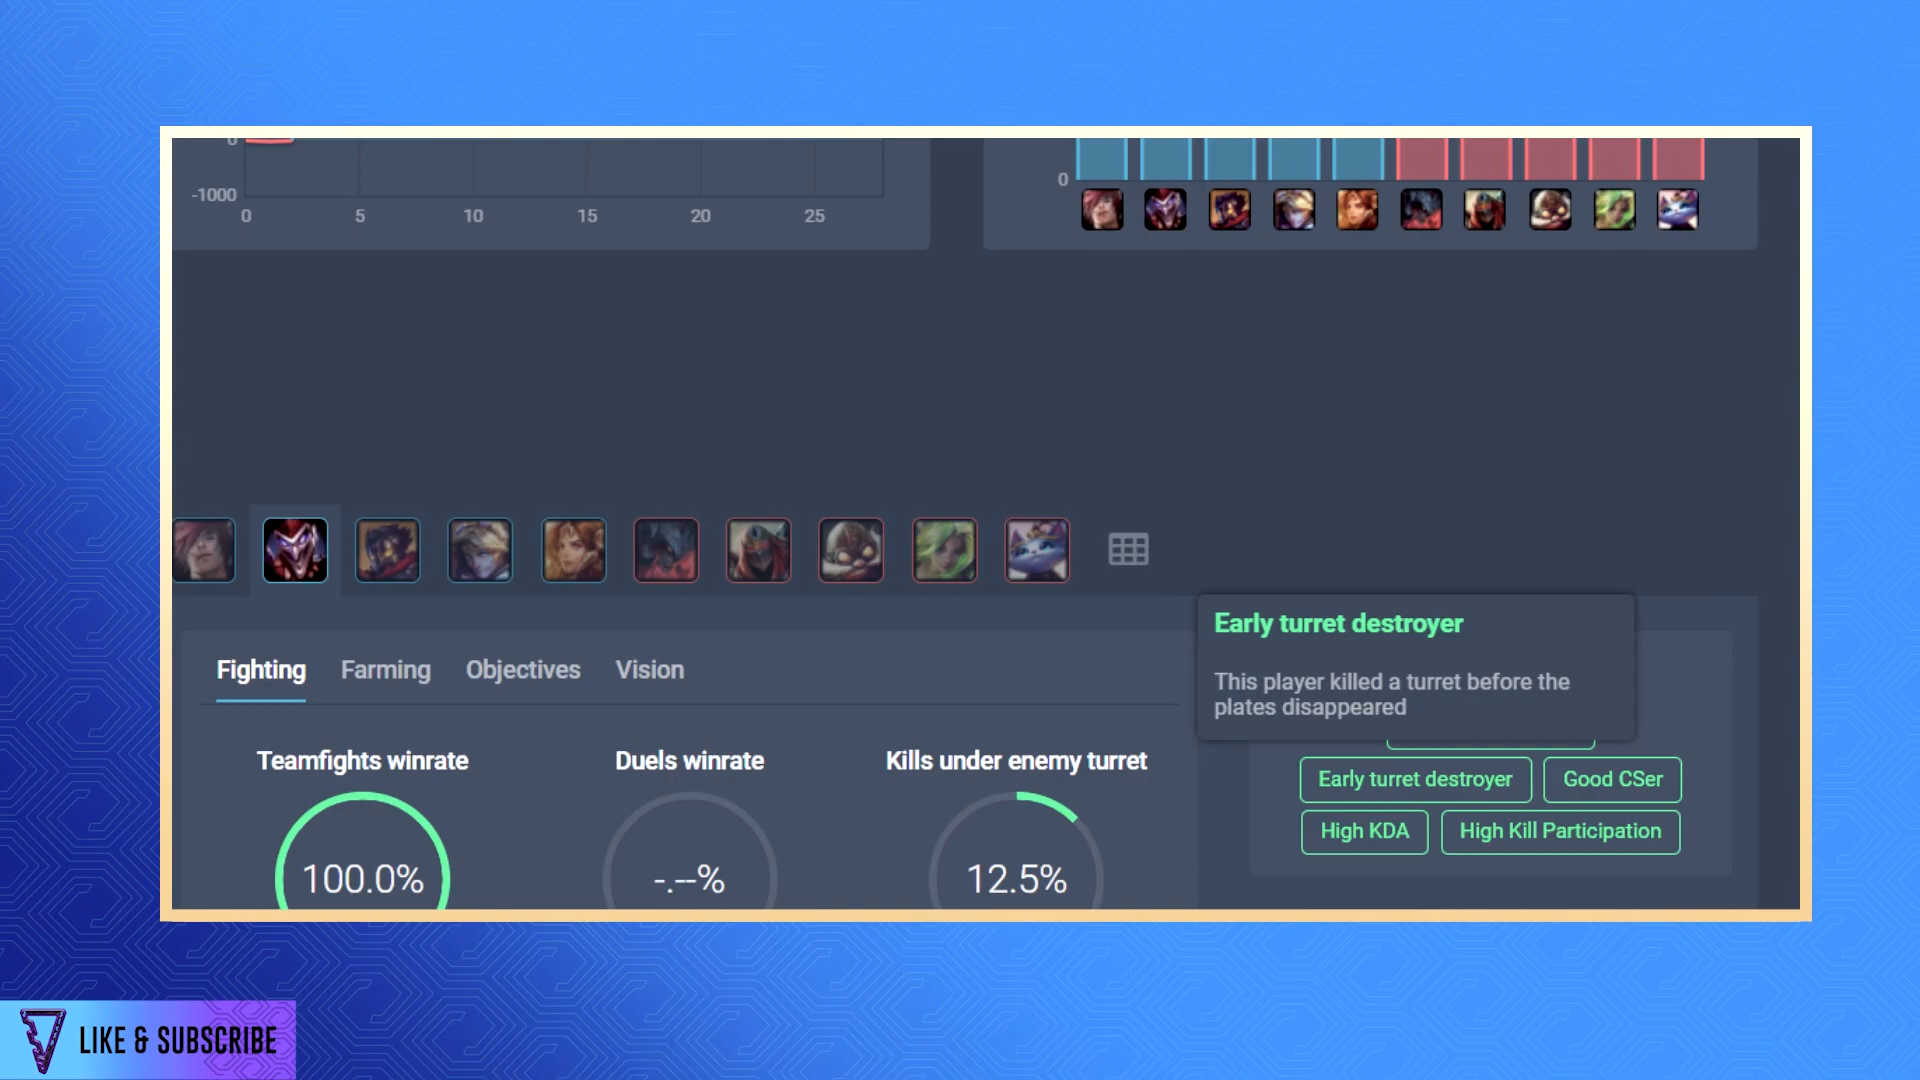 0
-1000
0 5 10 15 20 25
0
Early turret destroyer
This player killed a turret before the
plates disappeared
Fighting Farming Objectives Vision
Teamfights winrate
100.0%
Duels winrate
-.--%
Kills under enemy turret
12.5%
Early turret destroyer
Good CSer
High KDA
High Kill Participation
LIKE & SUBSCRIBE